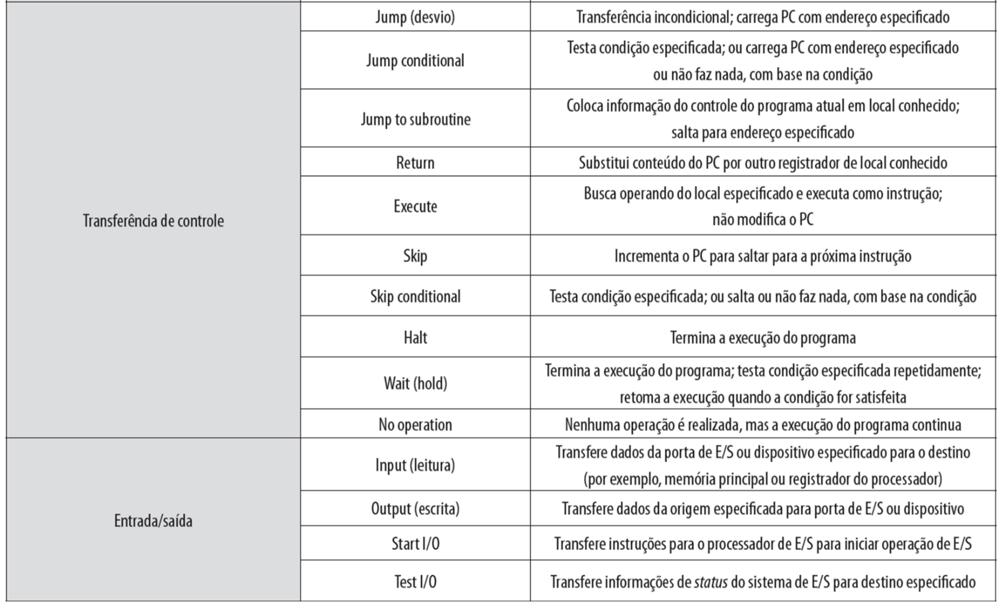 Transferência de controle
Jump (desvio)
Transferência incondicional; carrega PC com endereço especificado
Jump conditional
Testa condição especificada; ou carrega PC com endereço especificado
ou não faz nada, com base na condição
Jump to subroutine
Coloca informação do controle do programa atual em local conhecido;
salta para endereço especificado
Return
Substitui conteúdo do PC por outro registrador de local conhecido
Execute
Busca operando do local especificado e executa como instrução;
não modifica o PC
Skip
Incrementa o PC para saltar para a próxima instrução
Skip conditional
Testa condição especificada; ou salta ou não faz nada, com base na condição
Halt
Termina a execução do programa
Wait (hold)
Termina a execução do programa; testa condição especificada repetidamente;
retoma a execução quando a condição for satisfeita
No operation
Nenhuma operação é realizada, mas a execução do programa continua
Entrada/saída
Input (leitura)
Transfere dados da porta de E/S ou dispositivo especificado para o destino
(por exemplo, memória principal ou registrador do processador)
Output (escrita)
Transfere dados da origem especificada para porta de E/S ou dispositivo
Start I/O
Transfere instruções para o processador de E/S para iniciar operação de E/S
Test I/O
Transfere informações de status do sistema de E/S para destino especificado